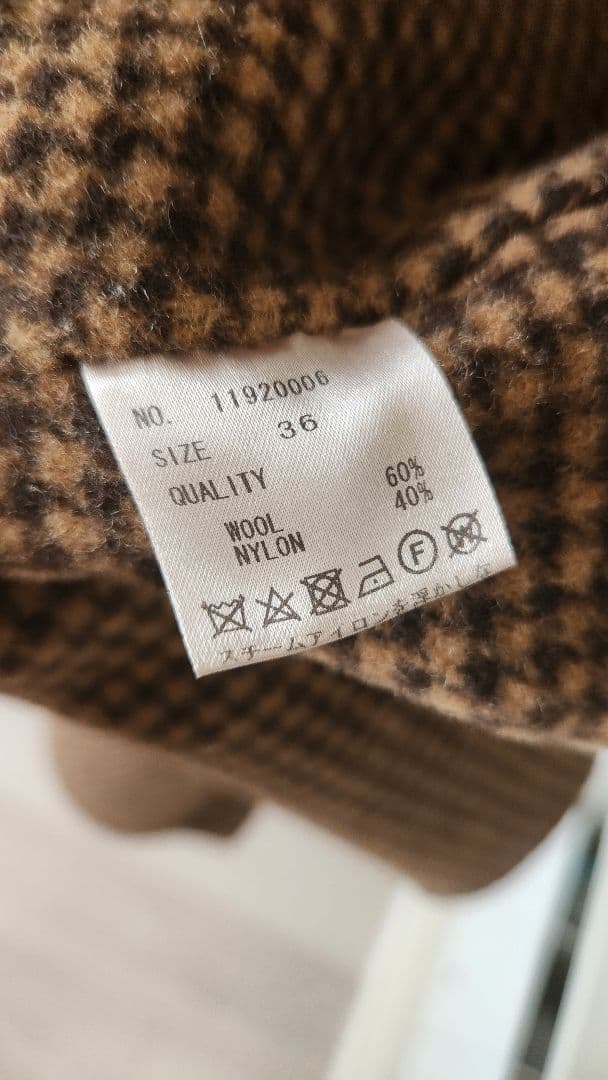 NO. 11920006
SIZE 36
QUALITY
WOOL 60%
NYLON 40%
F W
スチームアイロンを浮かしな